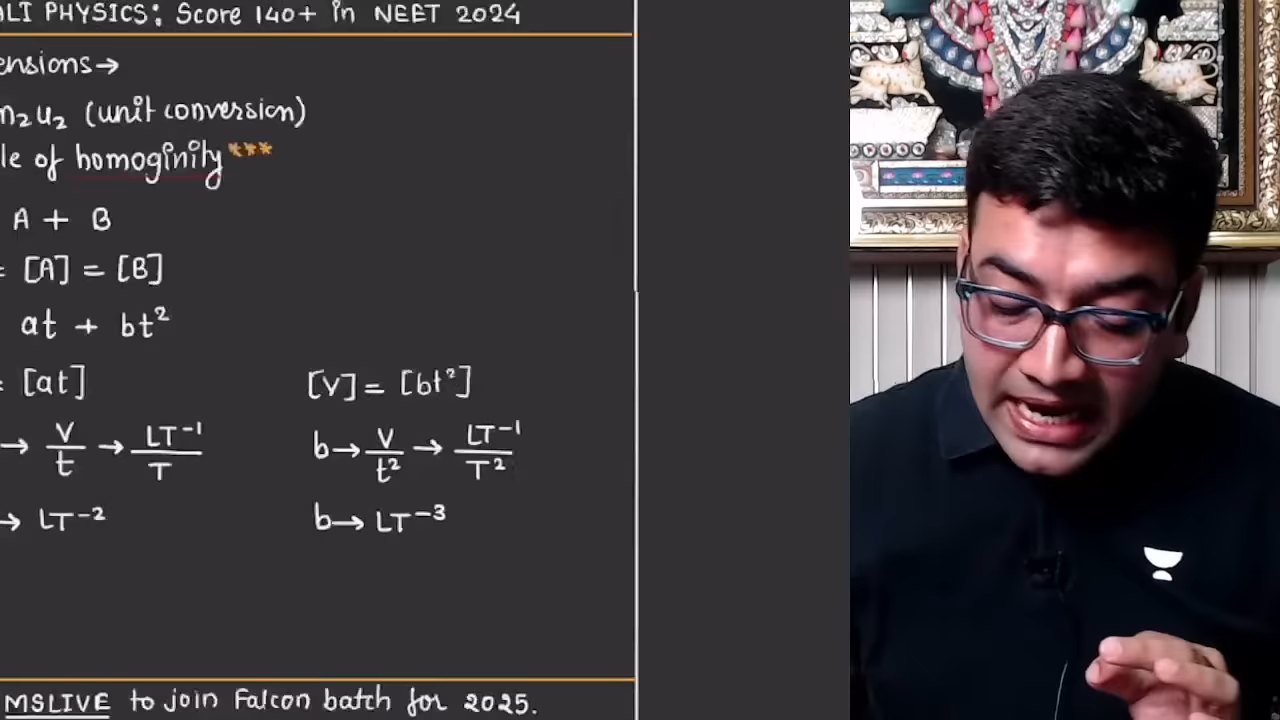 ALI PHYSICS: Score 140+ in NEET 2024
ensions→
n₂u₂ (unit conversion)
le of homoginity ***
A + B
= [A] = [B]
at + bt²
= [at] [V] = [bt²]
→ V/t → LT⁻¹/T b→ V/t² → LT⁻¹/T²
→ LT⁻² b→ LT⁻³
MSLIVE to join Falcon batch for 2025.